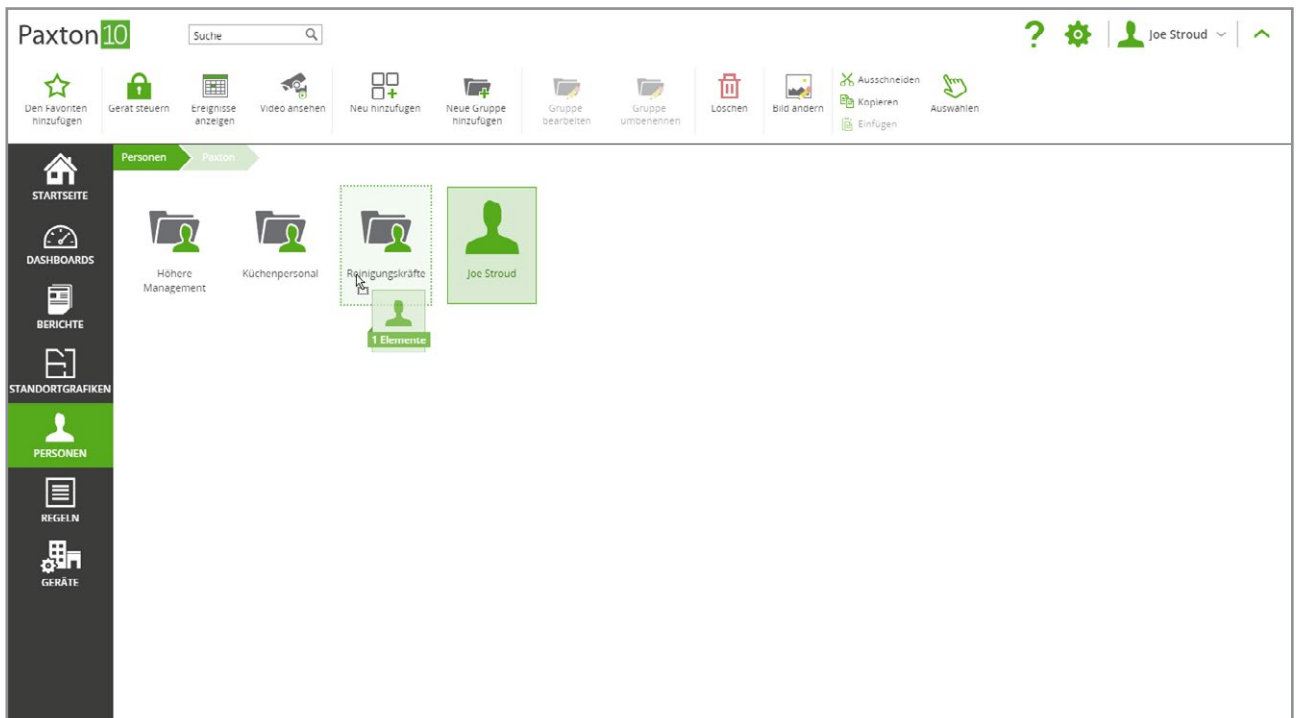 Paxton10
Suche
Joe Stroud
Den Favoriten
hinzufügen
Gerät steuern
Ereignisse
anzeigen
Video ansehen
Neu hinzufügen
Neue Gruppe
hinzufügen
Gruppe
bearbeiten
Gruppe
umbenennen
Löschen
Bild ändern
Ausschneiden
Kopieren
Einfügen
Auswählen
Personen
Paxton
STARTSEITE
DASHBOARDS
BERICHTE
STANDORTGRAFIKEN
PERSONEN
REGELN
GERÄTE
Höhere
Management
Küchenpersonal
Reinigungskräfte
Joe Stroud
1 Elemente